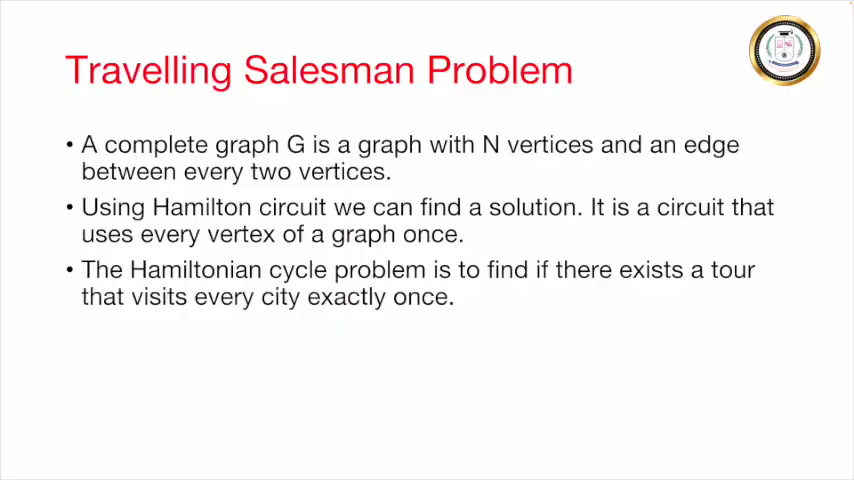 Travelling Salesman Problem
• A complete graph G is a graph with N vertices and an edge
between every two vertices.
• Using Hamilton circuit we can find a solution. It is a circuit that
uses every vertex of a graph once.
• The Hamiltonian cycle problem is to find if there exists a tour
that visits every city exactly once.